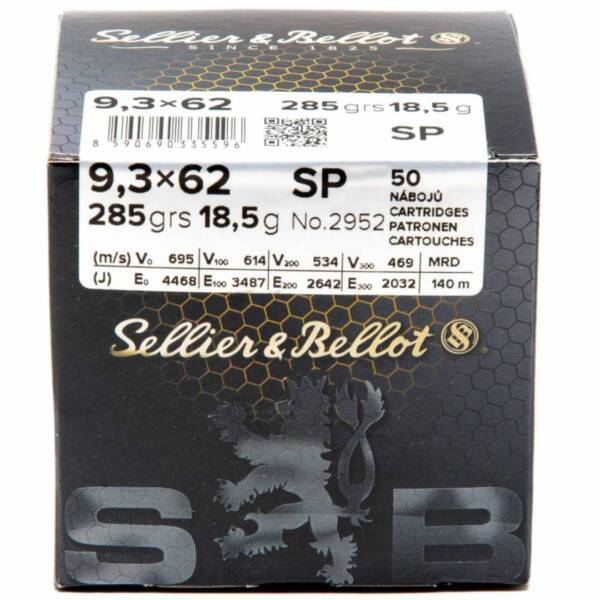 Sellier & Bellot
SINCE 1825
9,3×62 285 grs 18,5 g
8 590690 335596
SP
9,3×62 SP 50
NÁBOJŮ
285 grs 18,5 g No.2952 CARTRIDGES
PATRONEN
CARTOUCHES
(m/s) V₀ 695 V₁₀₀ 614 V₂₀₀ 534 V₃₀₀ 469 MRD
(J) E₀ 4468 E₁₀₀ 3487 E₂₀₀ 2642 E₃₀₀ 2032 140 m
Sellier & Bellot
S B